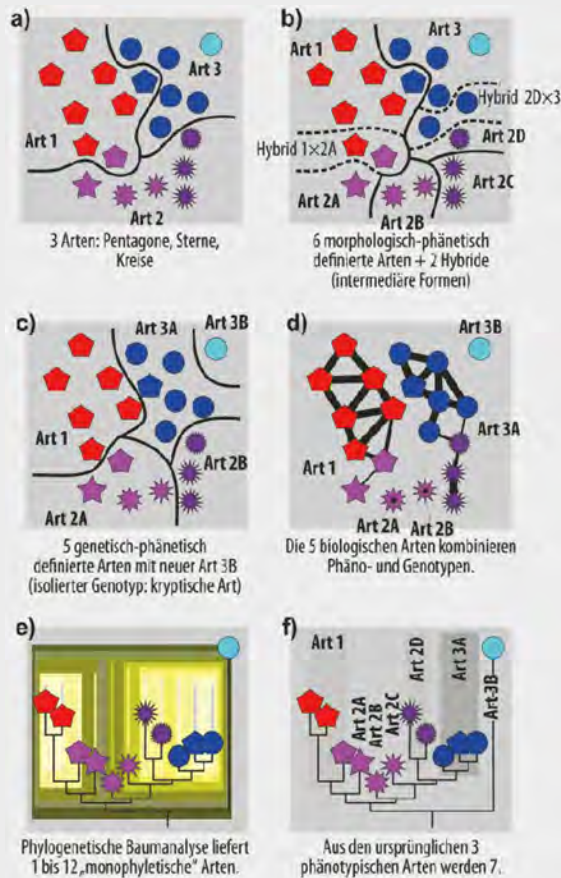 a)
Art 3
Art 1
Art 2
3 Arten: Pentagone, Sterne,
Kreise
b)
Art 1
Art 3
Hybrid 2D×3
Hybrid 1×2A
Art 2D
Art 2C
Art 2A
Art 2B
6 morphologisch-phänetisch
definierte Arten + 2 Hybride
(intermediäre Formen)
c)
Art 3A
Art 3B
Art 1
Art 2B
Art 2A
5 genetisch-phänetisch
definierte Arten mit neuer Art 3B
(isolierter Genotyp: kryptische Art)
d)
Art 3B
Art 3A
Art 1
Art 2A
Art 2B
Die 5 biologischen Arten kombinieren
Phäno- und Genotypen.
e)
Phylogenetische Baumanalyse liefert
1 bis 12 „monophyletische“ Arten.
f)
Art 1
Art 2A
Art 2B
Art 2C
Art 2D
Art 3A
Art 3B
Aus den ursprünglichen 3
phänotypischen Arten werden 7.